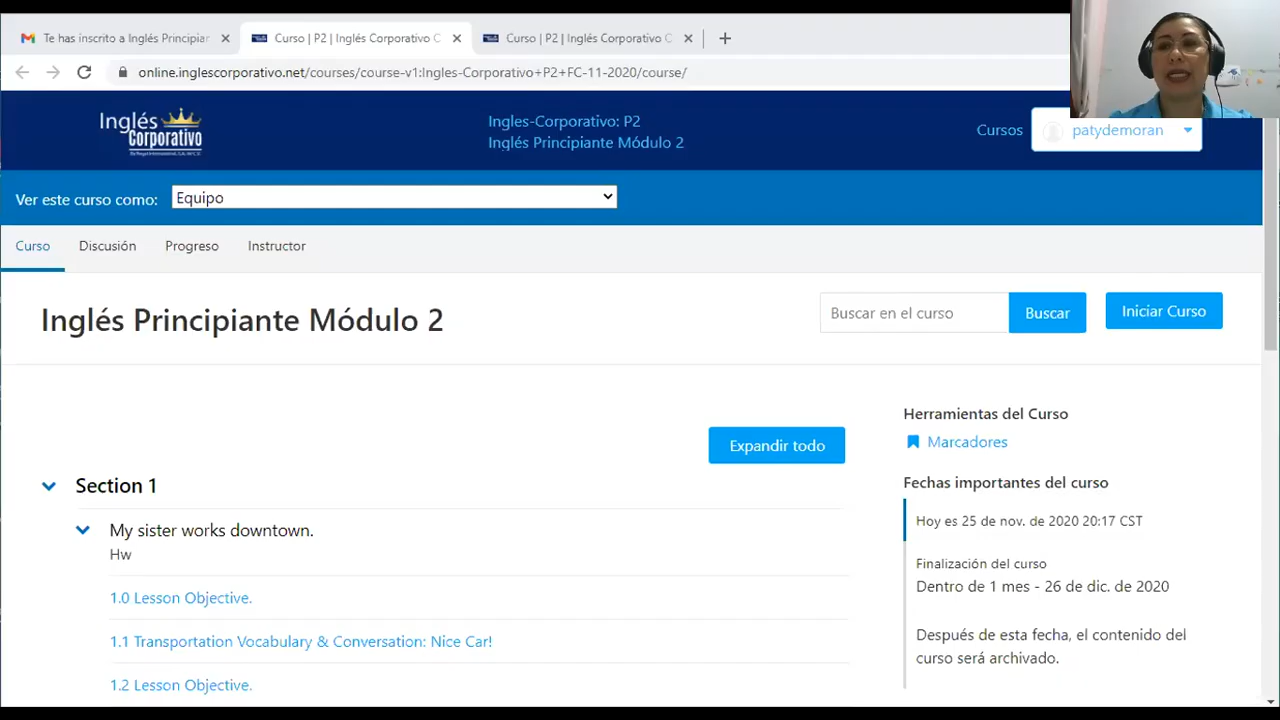 Te has inscrito a Inglés Principian
Curso | P2 | Inglés Corporativo C
Curso | P2 | Inglés Corporativo C
online.inglescorporativo.net/courses/course-v1:Ingles-Corporativo+P2+FC-11-2020/course/
Inglés
Corporativo
Ingles-Corporativo: P2
Inglés Principiante Módulo 2
Cursos
patydemoran
Ver este curso como:
Equipo
Curso
Discusión
Progreso
Instructor
Inglés Principiante Módulo 2
Buscar en el curso
Buscar
Iniciar Curso
Expandir todo
Section 1
My sister works downtown.
Hw
1.0 Lesson Objective.
1.1 Transportation Vocabulary & Conversation: Nice Car!
1.2 Lesson Objective.
Herramientas del Curso
Marcadores
Fechas importantes del curso
Hoy es 25 de nov. de 2020 20:17 CST
Finalización del curso
Dentro de 1 mes - 26 de dic. de 2020
Después de esta fecha, el contenido del
curso será archivado.